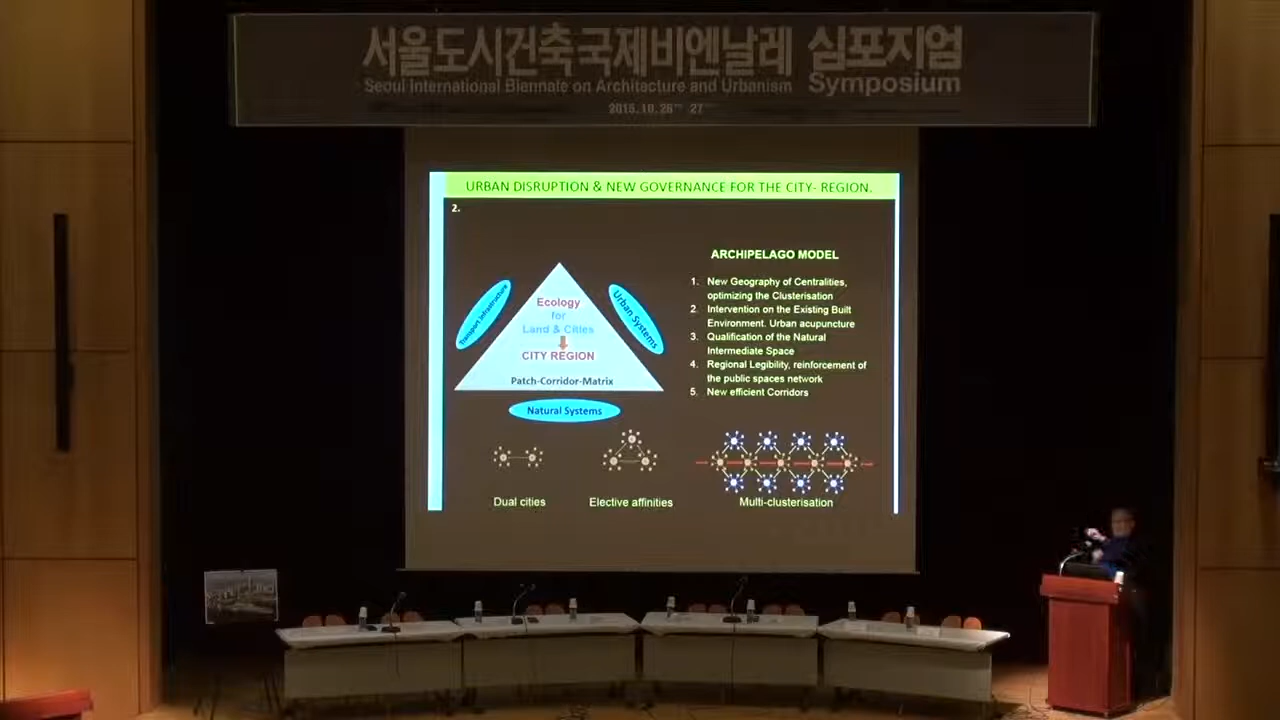 서울도시건축국제비엔날레 심포지엄
Seoul International Biennale on Architecture and Urbanism Symposium
URBAN DISRUPTION & NEW GOVERNANCE FOR THE CITY- REGION.
2.
ARCHIPELAGO MODEL
Transport Infrastructure
Urban Systems
Ecology
for
Land & Cities
CITY REGION
Patch-Corridor-Matrix
Natural Systems
1. New Geography of Centralities,
optimizing the Clusterisation
2. Intervention on the Existing Built
Environment. Urban acupuncture
3. Qualification of the Natural
Intermediate Space
4. Regional Legibility, reinforcement of
the public spaces network
5. New efficient Corridors
Dual cities
Elective affinities
Multi-clusterisation